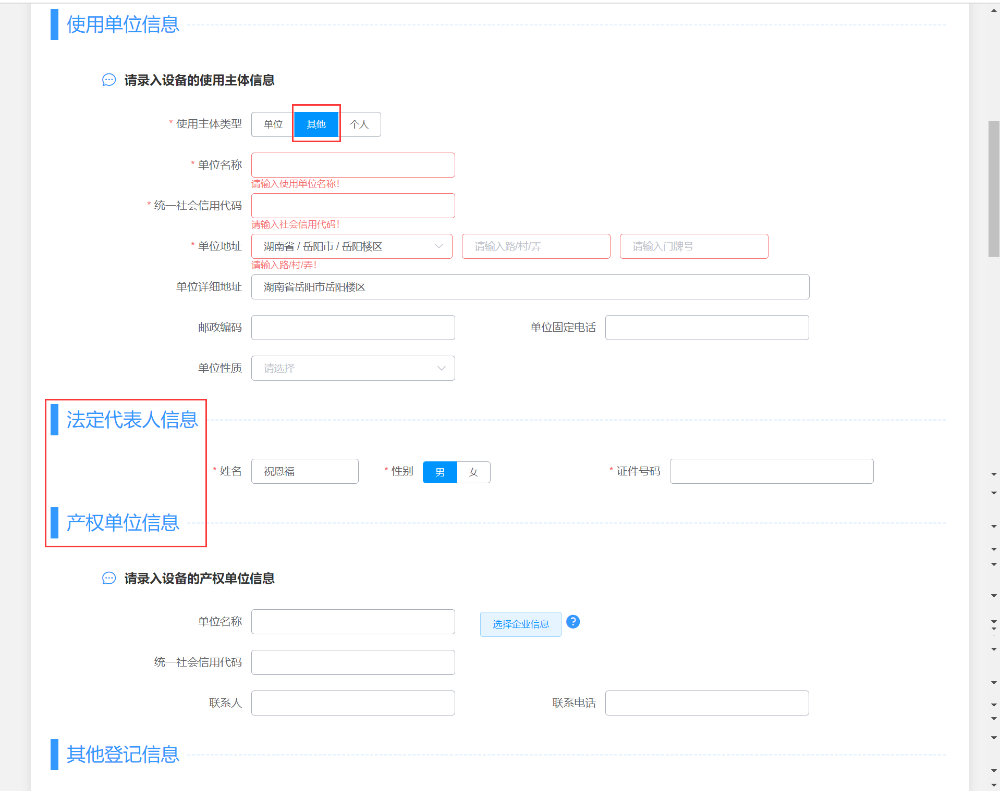 使用单位信息
请录入设备的使用主体信息
* 使用主体类型 单位 其他 个人
* 单位名称
请输入使用单位名称!
* 统一社会信用代码
请输入社会信用代码!
* 单位地址 湖南省 / 岳阳市 / 岳阳楼区 请输入路/村/弄 请输入门牌号
请输入路/村/弄!
单位详细地址 湖南省岳阳市岳阳楼区
邮政编码 单位固定电话
单位性质 请选择
法定代表人信息
* 姓名 祝恩福 * 性别 男 女 * 证件号码
产权单位信息
请录入设备的产权单位信息
单位名称 选择企业信息 ?
统一社会信用代码
联系人 联系电话
其他登记信息